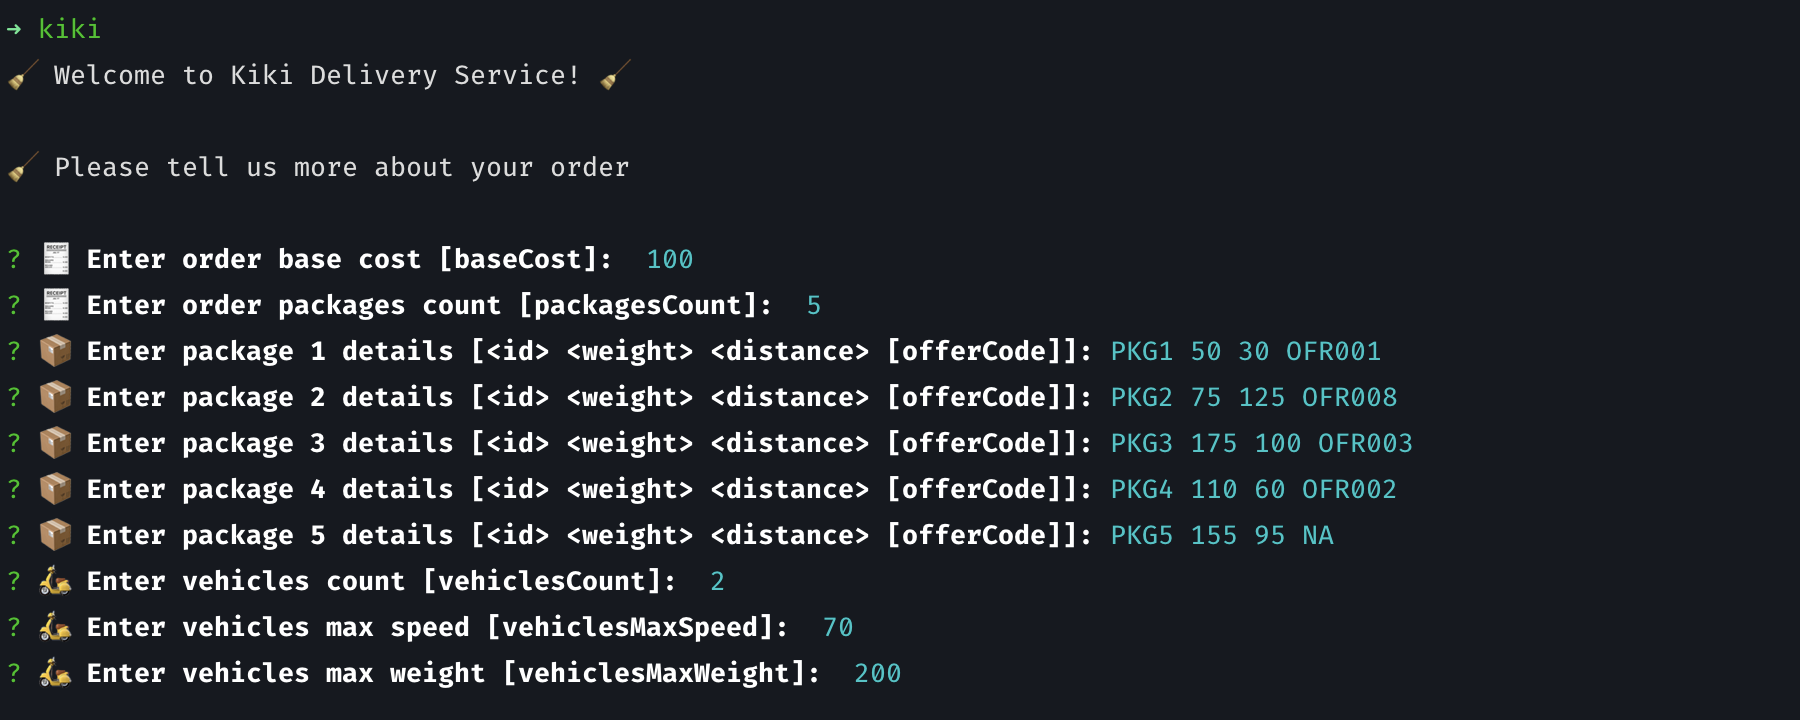 → kiki
🧹 Welcome to Kiki Delivery Service! 🧹
🧹 Please tell us more about your order
? 🧾 Enter order base cost [baseCost]: 100
? 🧾 Enter order packages count [packagesCount]: 5
? 📦 Enter package 1 details [<id> <weight> <distance> [offerCode]]: PKG1 50 30 OFR001
? 📦 Enter package 2 details [<id> <weight> <distance> [offerCode]]: PKG2 75 125 OFR008
? 📦 Enter package 3 details [<id> <weight> <distance> [offerCode]]: PKG3 175 100 OFR003
? 📦 Enter package 4 details [<id> <weight> <distance> [offerCode]]: PKG4 110 60 OFR002
? 📦 Enter package 5 details [<id> <weight> <distance> [offerCode]]: PKG5 155 95 NA
? 🛵 Enter vehicles count [vehiclesCount]: 2
? 🛵 Enter vehicles max speed [vehiclesMaxSpeed]: 70
? 🛵 Enter vehicles max weight [vehiclesMaxWeight]: 200